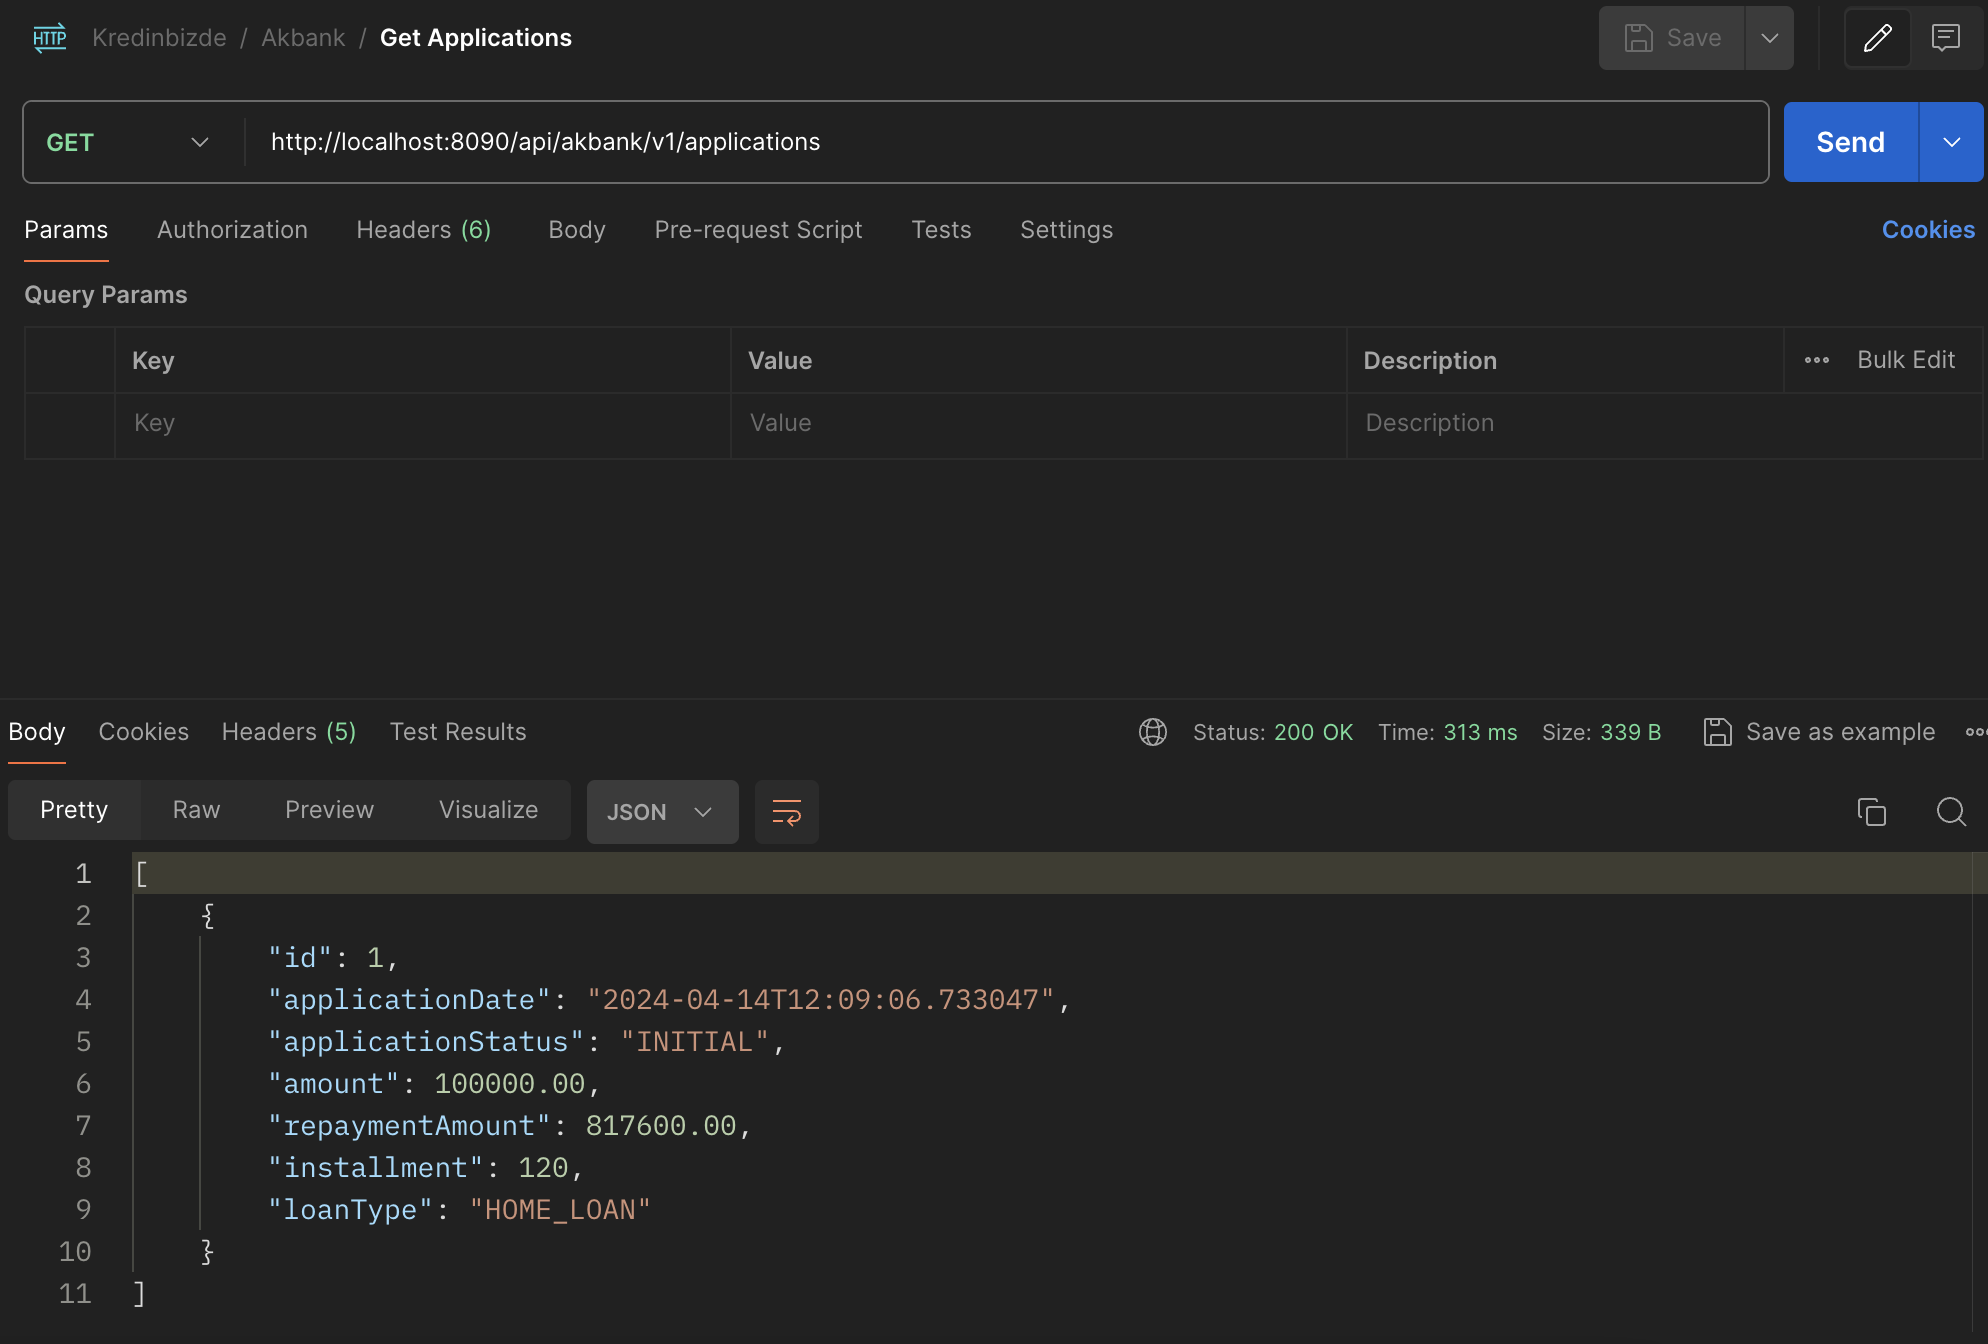 HTTP Kredinbizde / Akbank / Get Applications Save
GET http://localhost:8090/api/akbank/v1/applications Send
Params Authorization Headers (6) Body Pre-request Script Tests Settings Cookies
Query Params
Key Value Description Bulk Edit
Key Value Description
Body Cookies Headers (5) Test Results Status: 200 OK Time: 313 ms Size: 339 B Save as example
Pretty Raw Preview Visualize JSON
1 [
2 {
3 "id": 1,
4 "applicationDate": "2024-04-14T12:09:06.733047",
5 "applicationStatus": "INITIAL",
6 "amount": 100000.00,
7 "repaymentAmount": 817600.00,
8 "installment": 120,
9 "loanType": "HOME_LOAN"
10 }
11 ]